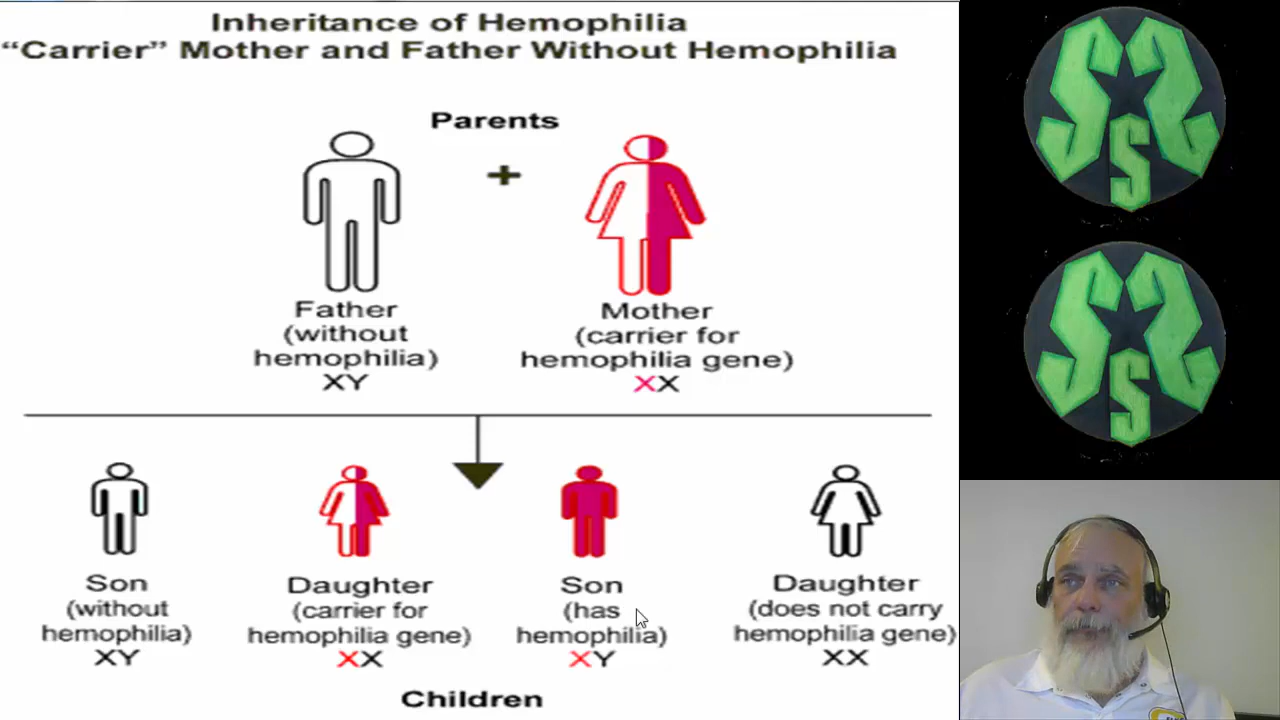 Inheritance of Hemophilia
“Carrier” Mother and Father Without Hemophilia
Parents
+
Father
(without
hemophilia)
XY
Mother
(carrier for
hemophilia gene)
XX
Son
(without
hemophilia)
XY
Daughter
(carrier for
hemophilia gene)
XX
Son
(has
hemophilia)
XY
Daughter
(does not carry
hemophilia gene)
XX
Children
S S
S
S S
S